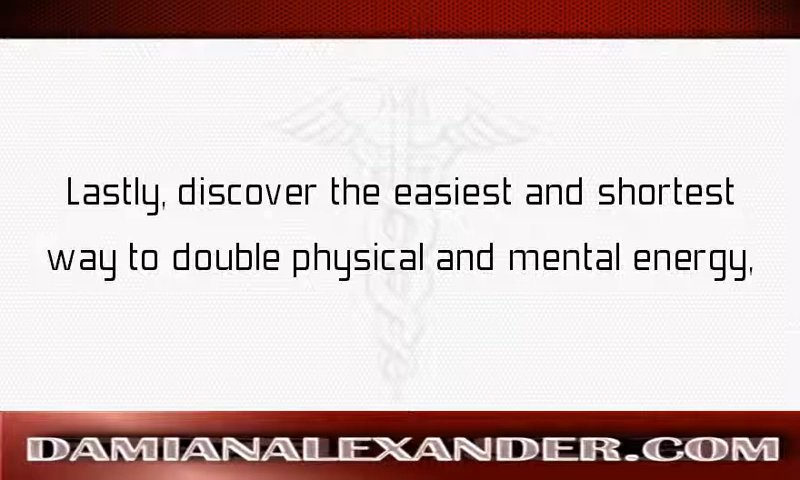 Lastly, discover the easiest and shortest
way to double physical and mental energy,
DAMIANALEXANDER.COM